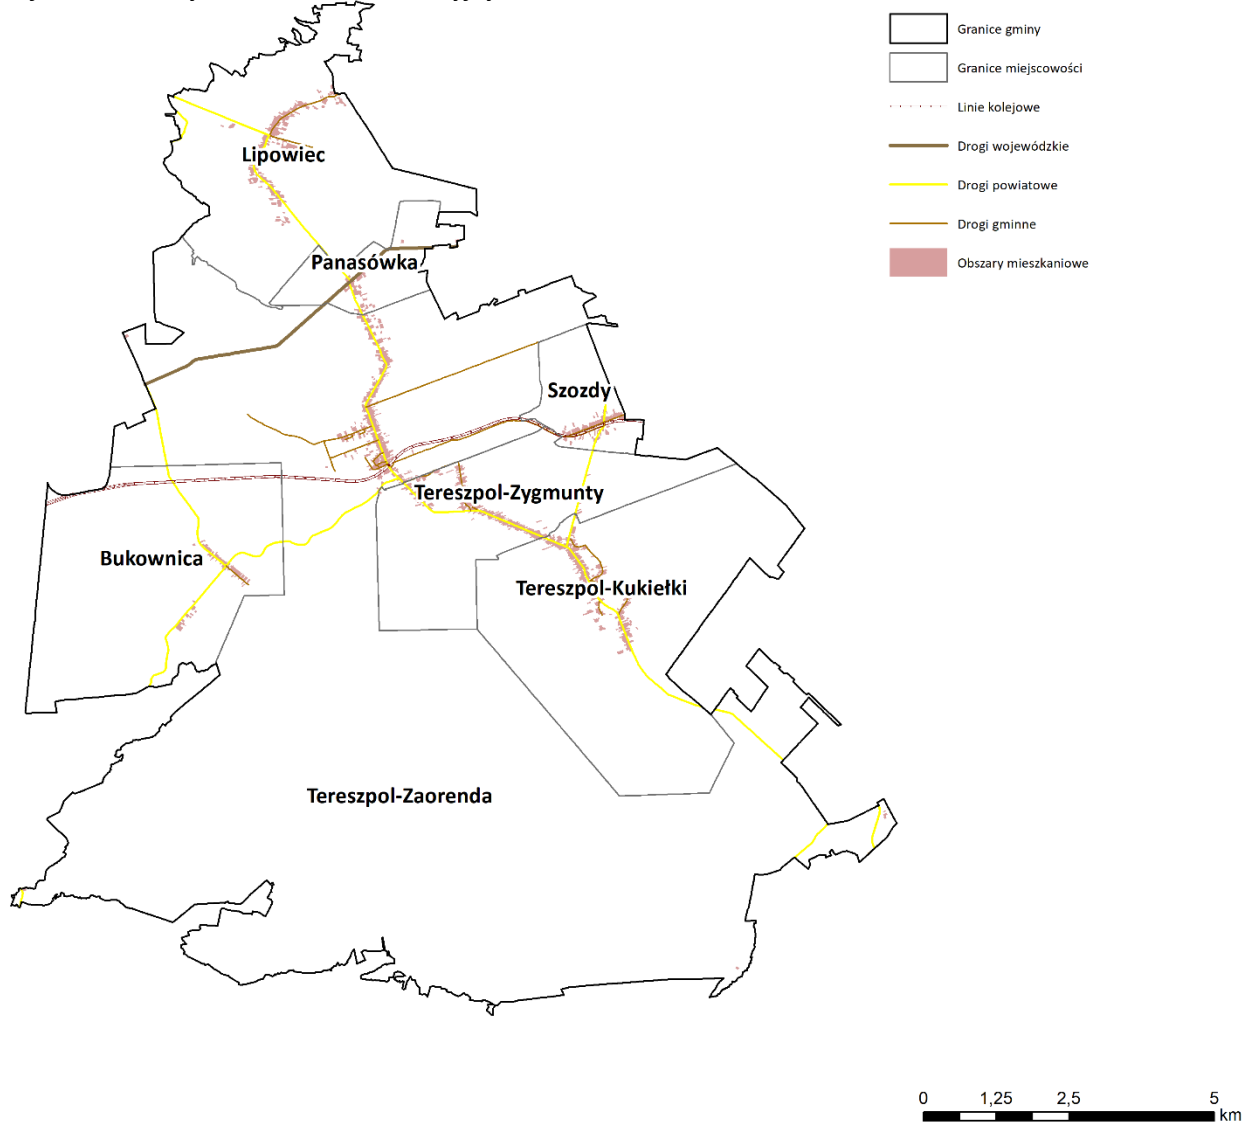 Granice gminy
Granice miejscowości
Linie kolejowe
Drogi wojewódzkie
Drogi powiatowe
Drogi gminne
Obszary mieszkaniowe
Lipowiec
Panasówka
Szozdy
Tereszpol-Zygmunty
Bukownica
Tereszpol-Kukiełki
Tereszpol-Zaorenda
0 1,25 2,5 5
km